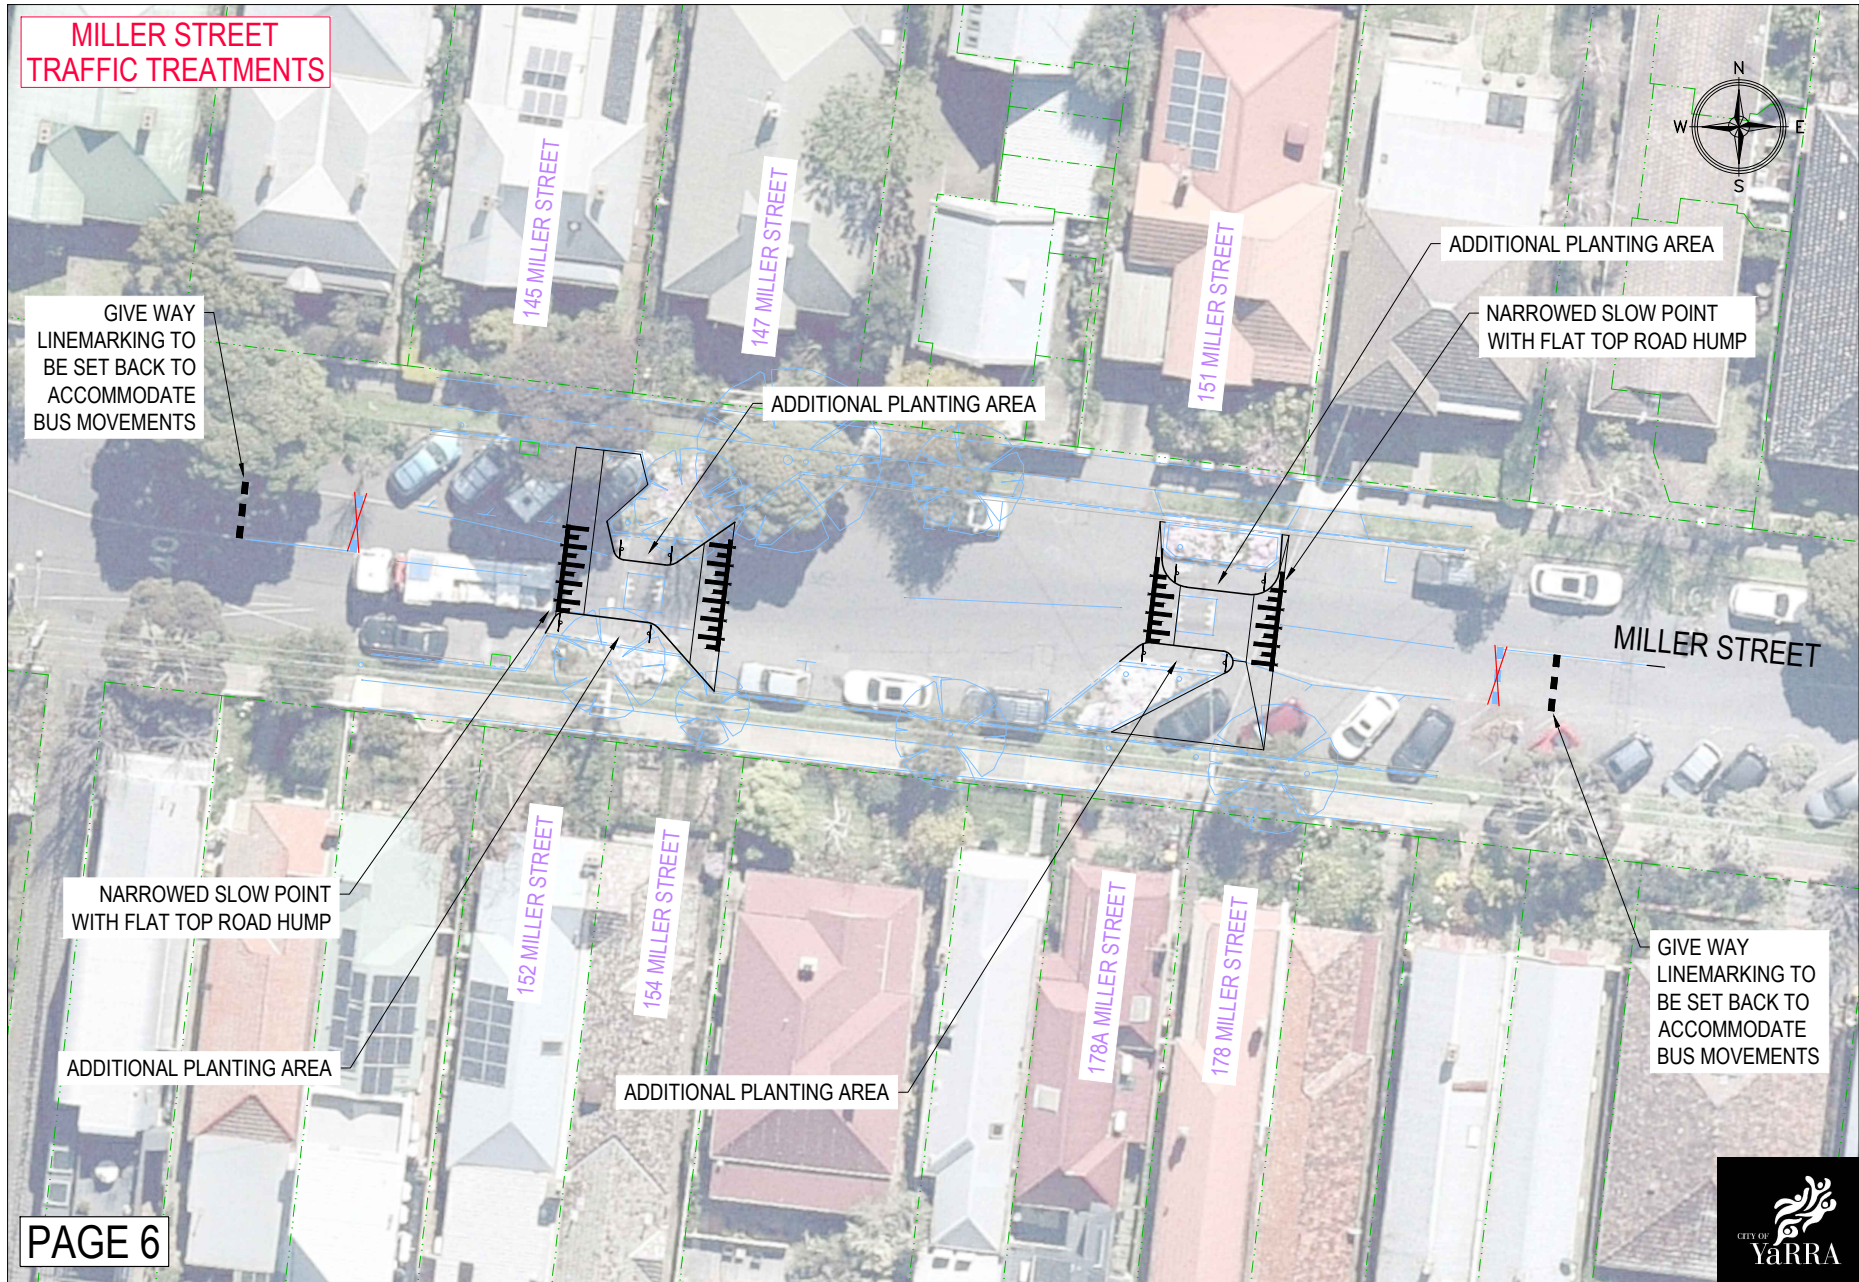 MILLER STREET
TRAFFIC TREATMENTS
N
W
E
S
145 MILLER STREET
147 MILLER STREET
151 MILLER STREET
ADDITIONAL PLANTING AREA
NARROWED SLOW POINT
WITH FLAT TOP ROAD HUMP
GIVE WAY
LINEMARKING TO
BE SET BACK TO
ACCOMMODATE
BUS MOVEMENTS
ADDITIONAL PLANTING AREA
40
MILLER STREET
NARROWED SLOW POINT
WITH FLAT TOP ROAD HUMP
152 MILLER STREET
154 MILLER STREET
178A MILLER STREET
178 MILLER STREET
GIVE WAY
LINEMARKING TO
BE SET BACK TO
ACCOMMODATE
BUS MOVEMENTS
ADDITIONAL PLANTING AREA
ADDITIONAL PLANTING AREA
PAGE 6
CITY OF
YaRRA